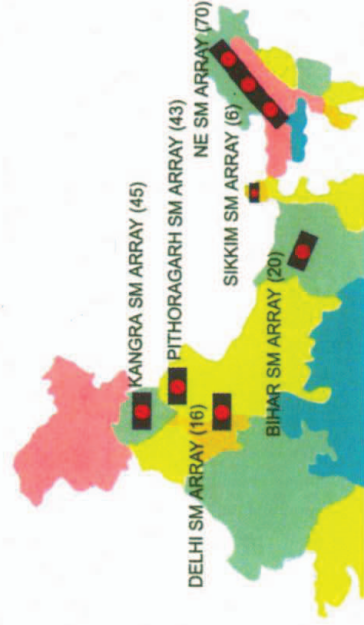 KANGRA SM ARRAY (45)
PITHORAGARH SM ARRAY (43)
DELHI SM ARRAY (16)
NE SM ARRAY (70)
SIKKIM SM ARRAY (6)
BIHAR SM ARRAY (20)